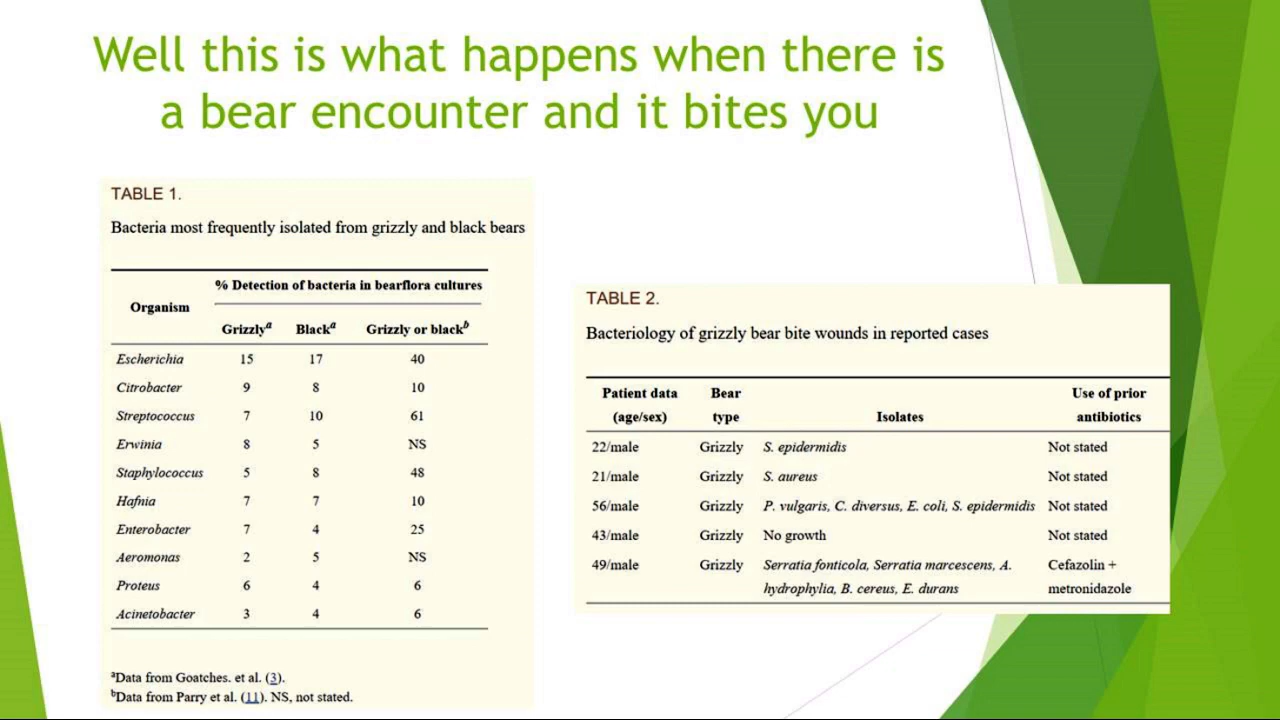 Well this is what happens when there is
a bear encounter and it bites you
TABLE 1.
Bacteria most frequently isolated from grizzly and black bears
% Detection of bacteria in bearflora cultures
Organism
Grizzlyᵃ Blackᵃ Grizzly or blackᵇ
Escherichia 15 17 40
Citrobacter 9 8 10
Streptococcus 7 10 61
Erwinia 8 5 NS
Staphylococcus 5 8 48
Hafnia 7 7 10
Enterobacter 7 4 25
Aeromonas 2 5 NS
Proteus 6 4 6
Acinetobacter 3 4 6
ᵃData from Goatches. et al. (3).
ᵇData from Parry et al. (11). NS, not stated.
TABLE 2.
Bacteriology of grizzly bear bite wounds in reported cases
Patient data Bear Use of prior
(age/sex) type Isolates antibiotics
22/male Grizzly S. epidermidis Not stated
21/male Grizzly S. aureus Not stated
56/male Grizzly P. vulgaris, C. diversus, E. coli, S. epidermidis Not stated
43/male Grizzly No growth Not stated
49/male Grizzly Serratia fonticola, Serratia marcescens, A. Cefazolin +
hydrophylia, B. cereus, E. durans metronidazole